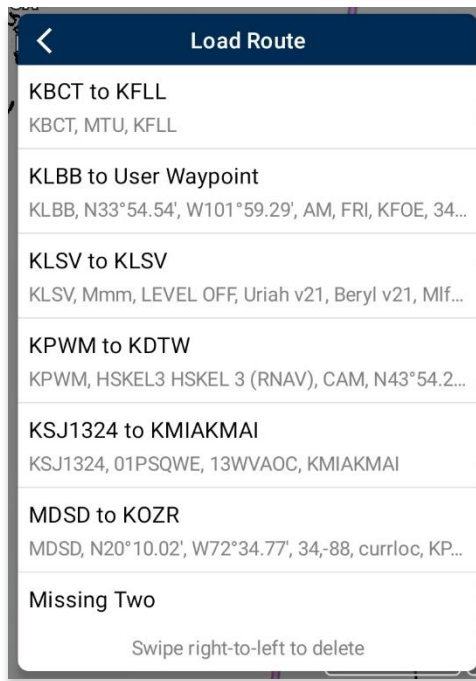 Load Route
KBCT to KFLL
KBCT, MTU, KFLL
KLBB to User Waypoint
KLBB, N33°54.54', W101°59.29', AM, FRI, KFOE, 34...
KLSV to KLSV
KLSV, Mmm, LEVEL OFF, Uriah v21, Beryl v21, Mlf...
KPWM to KDTW
KPWM, HSKEL3 HSKEL 3 (RNAV), CAM, N43°54.2...
KSJ1324 to KMIAKMAI
KSJ1324, 01PSQWE, 13WVAOC, KMIAKMAI
MDSD to KOZR
MDSD, N20°10.02', W72°34.77', 34,-88, currloc, KP...
Missing Two
Swipe right-to-left to delete